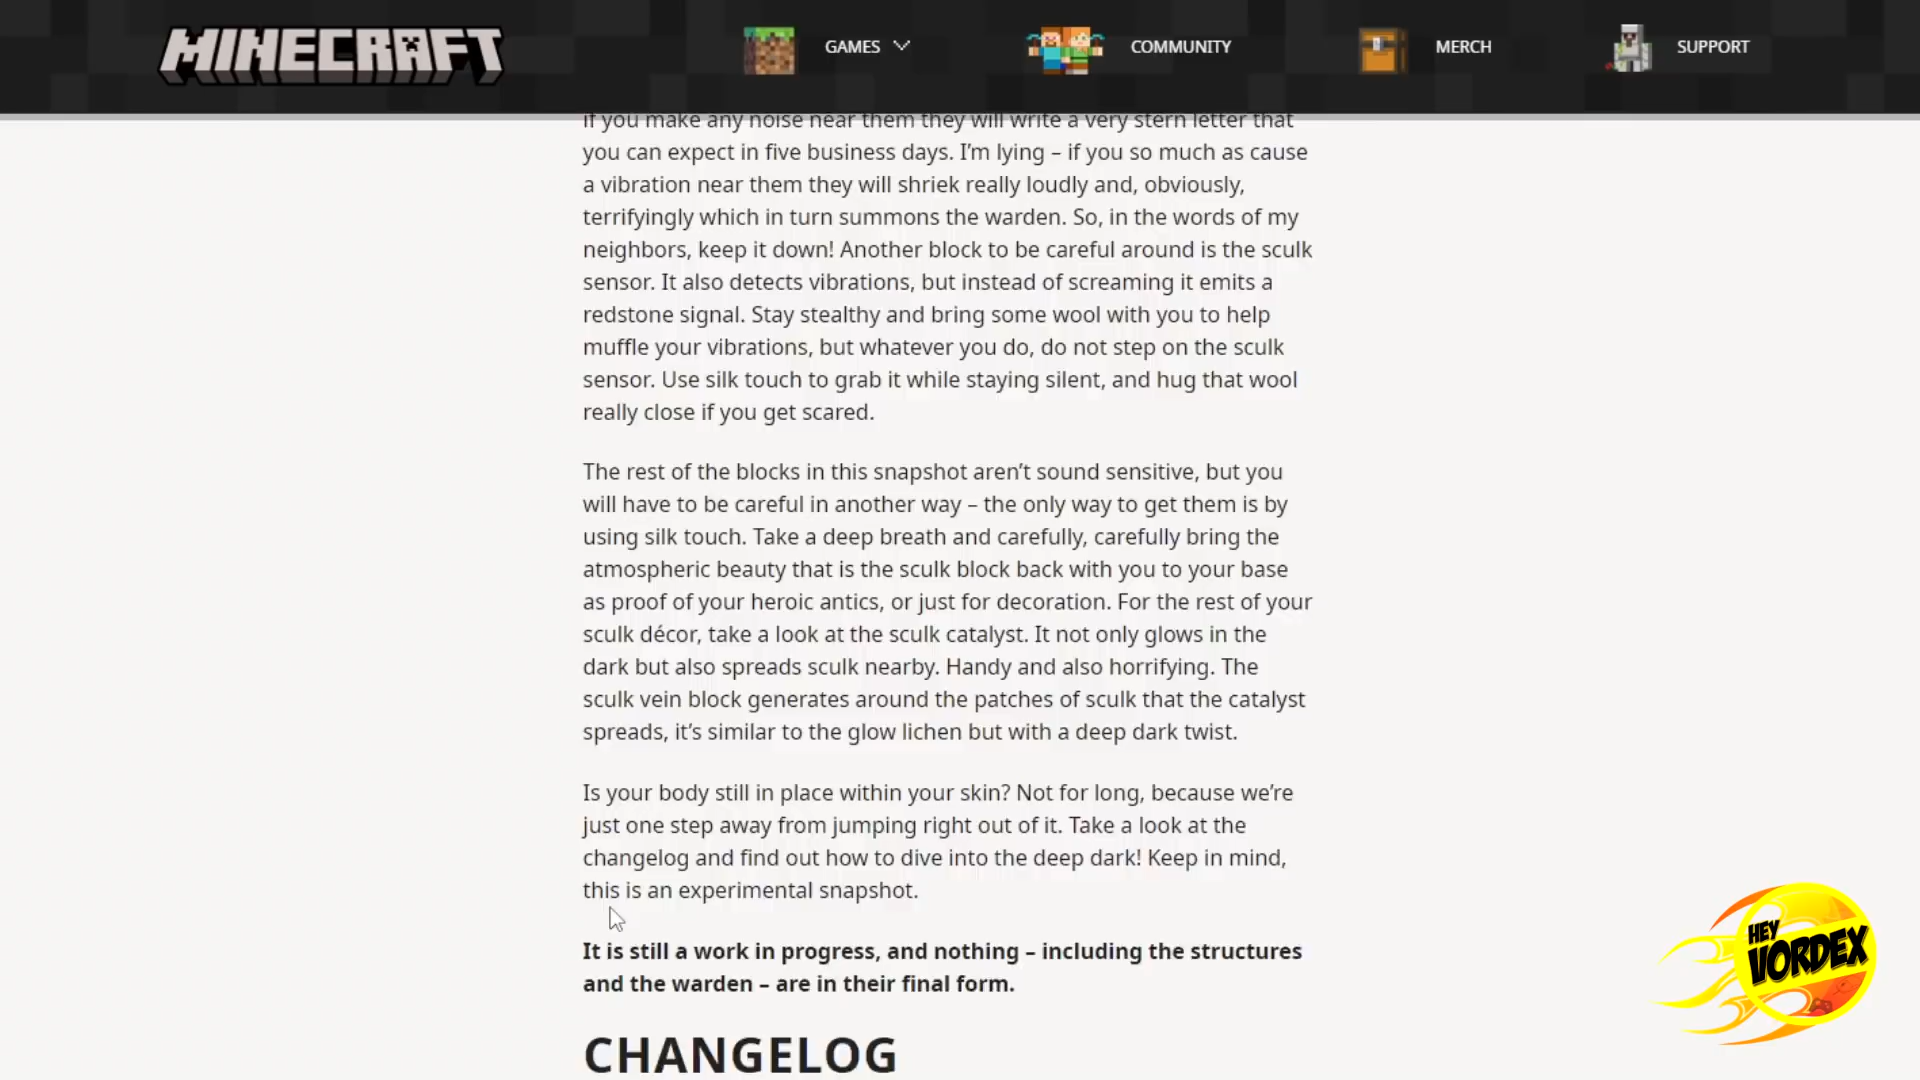 MINECRAFT
GAMES
COMMUNITY
MERCH
SUPPORT
if you make any noise near them they will write a very stern letter that
you can expect in five business days. I’m lying – if you so much as cause
a vibration near them they will shriek really loudly and, obviously,
terrifyingly which in turn summons the warden. So, in the words of my
neighbors, keep it down! Another block to be careful around is the sculk
sensor. It also detects vibrations, but instead of screaming it emits a
redstone signal. Stay stealthy and bring some wool with you to help
muffle your vibrations, but whatever you do, do not step on the sculk
sensor. Use silk touch to grab it while staying silent, and hug that wool
really close if you get scared.
The rest of the blocks in this snapshot aren’t sound sensitive, but you
will have to be careful in another way – the only way to get them is by
using silk touch. Take a deep breath and carefully, carefully bring the
atmospheric beauty that is the sculk block back with you to your base
as proof of your heroic antics, or just for decoration. For the rest of your
sculk décor, take a look at the sculk catalyst. It not only glows in the
dark but also spreads sculk nearby. Handy and also horrifying. The
sculk vein block generates around the patches of sculk that the catalyst
spreads, it’s similar to the glow lichen but with a deep dark twist.
Is your body still in place within your skin? Not for long, because we’re
just one step away from jumping right out of it. Take a look at the
changelog and find out how to dive into the deep dark! Keep in mind,
this is an experimental snapshot.
It is still a work in progress, and nothing – including the structures
and the warden – are in their final form.
CHANGELOG
HEY
VORDEX